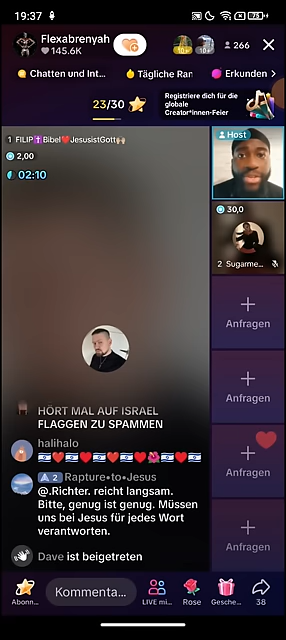 19:37
73
Flexabrenyah
145.6K
10+
10+
266
Chatten und Int...
Tägliche Ran
Erkunden
23/30
Registriere dich für die
globale
Creator*innen-Feier
1 FILIP✝️Bibel❤️JesusistGott🙌🏼
2,00
02:10
Host
30,0
2 Sugarme...
Anfragen
Anfragen
Anfragen
Anfragen
HÖRT MAL AUF ISRAEL
FLAGGEN ZU SPAMMEN
halihalo
🇮🇱❤️🇮🇱❤️🇮🇱❤️🇮🇱❤️🌺🇮🇱❤️🇮🇱
A 2 Rapture•to•Jesus
@.Richter. reicht langsam.
Bitte, genug ist genug. Müssen
uns bei Jesus für jedes Wort
verantworten.
Dave ist beigetreten
Abonn...
Kommenta...
LIVE mi...
Rose
Gesche...
38